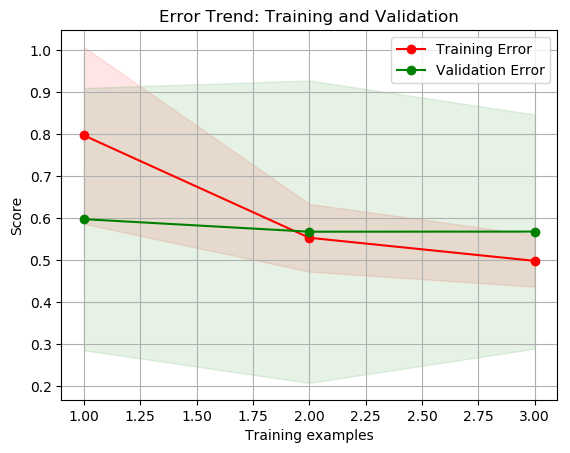 Error Trend: Training and Validation
Training Error
Validation Error
Score
1.0
0.9
0.8
0.7
0.6
0.5
0.4
0.3
0.2
1.00 1.25 1.50 1.75 2.00 2.25 2.50 2.75 3.00
Training examples